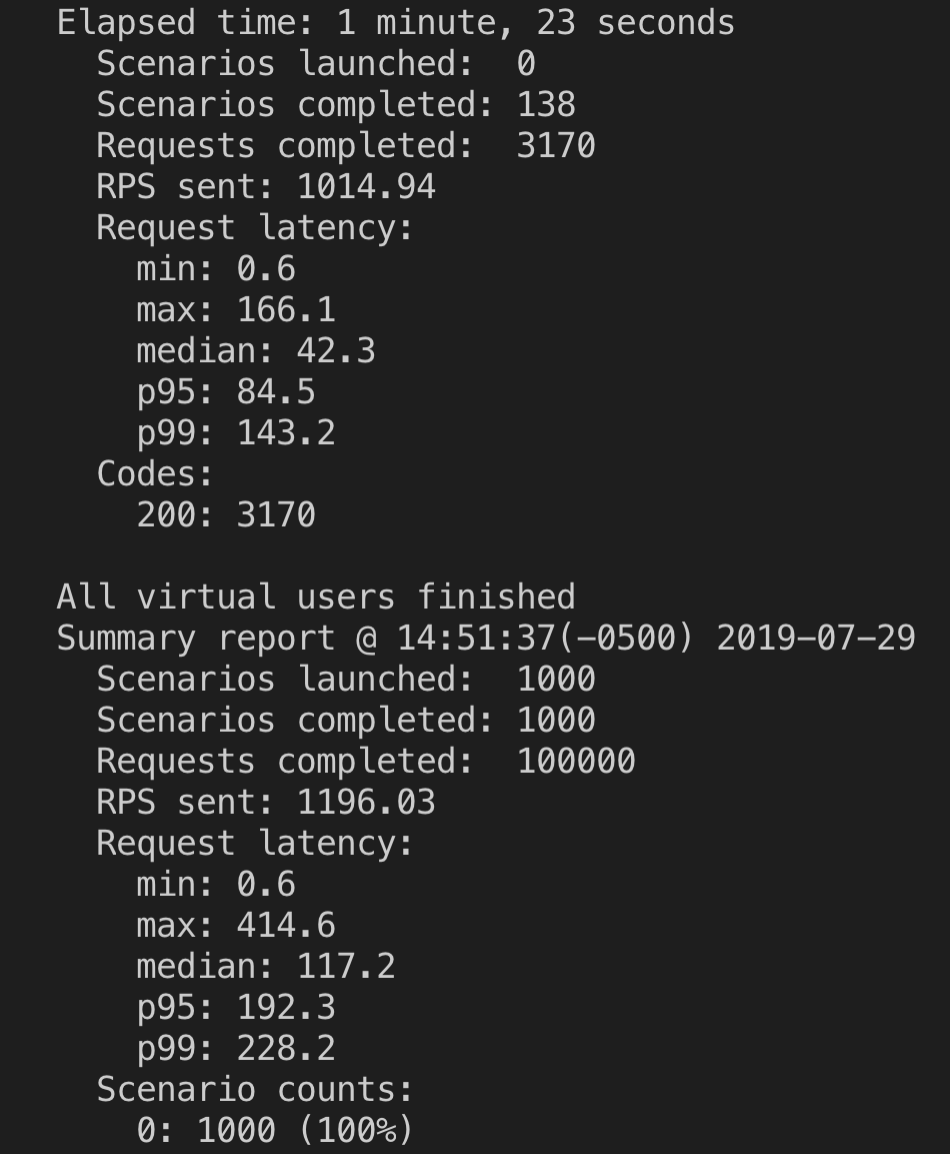 Elapsed time: 1 minute, 23 seconds
Scenarios launched: 0
Scenarios completed: 138
Requests completed: 3170
RPS sent: 1014.94
Request latency:
min: 0.6
max: 166.1
median: 42.3
p95: 84.5
p99: 143.2
Codes:
200: 3170
All virtual users finished
Summary report @ 14:51:37(-0500) 2019-07-29
Scenarios launched: 1000
Scenarios completed: 1000
Requests completed: 100000
RPS sent: 1196.03
Request latency:
min: 0.6
max: 414.6
median: 117.2
p95: 192.3
p99: 228.2
Scenario counts:
0: 1000 (100%)